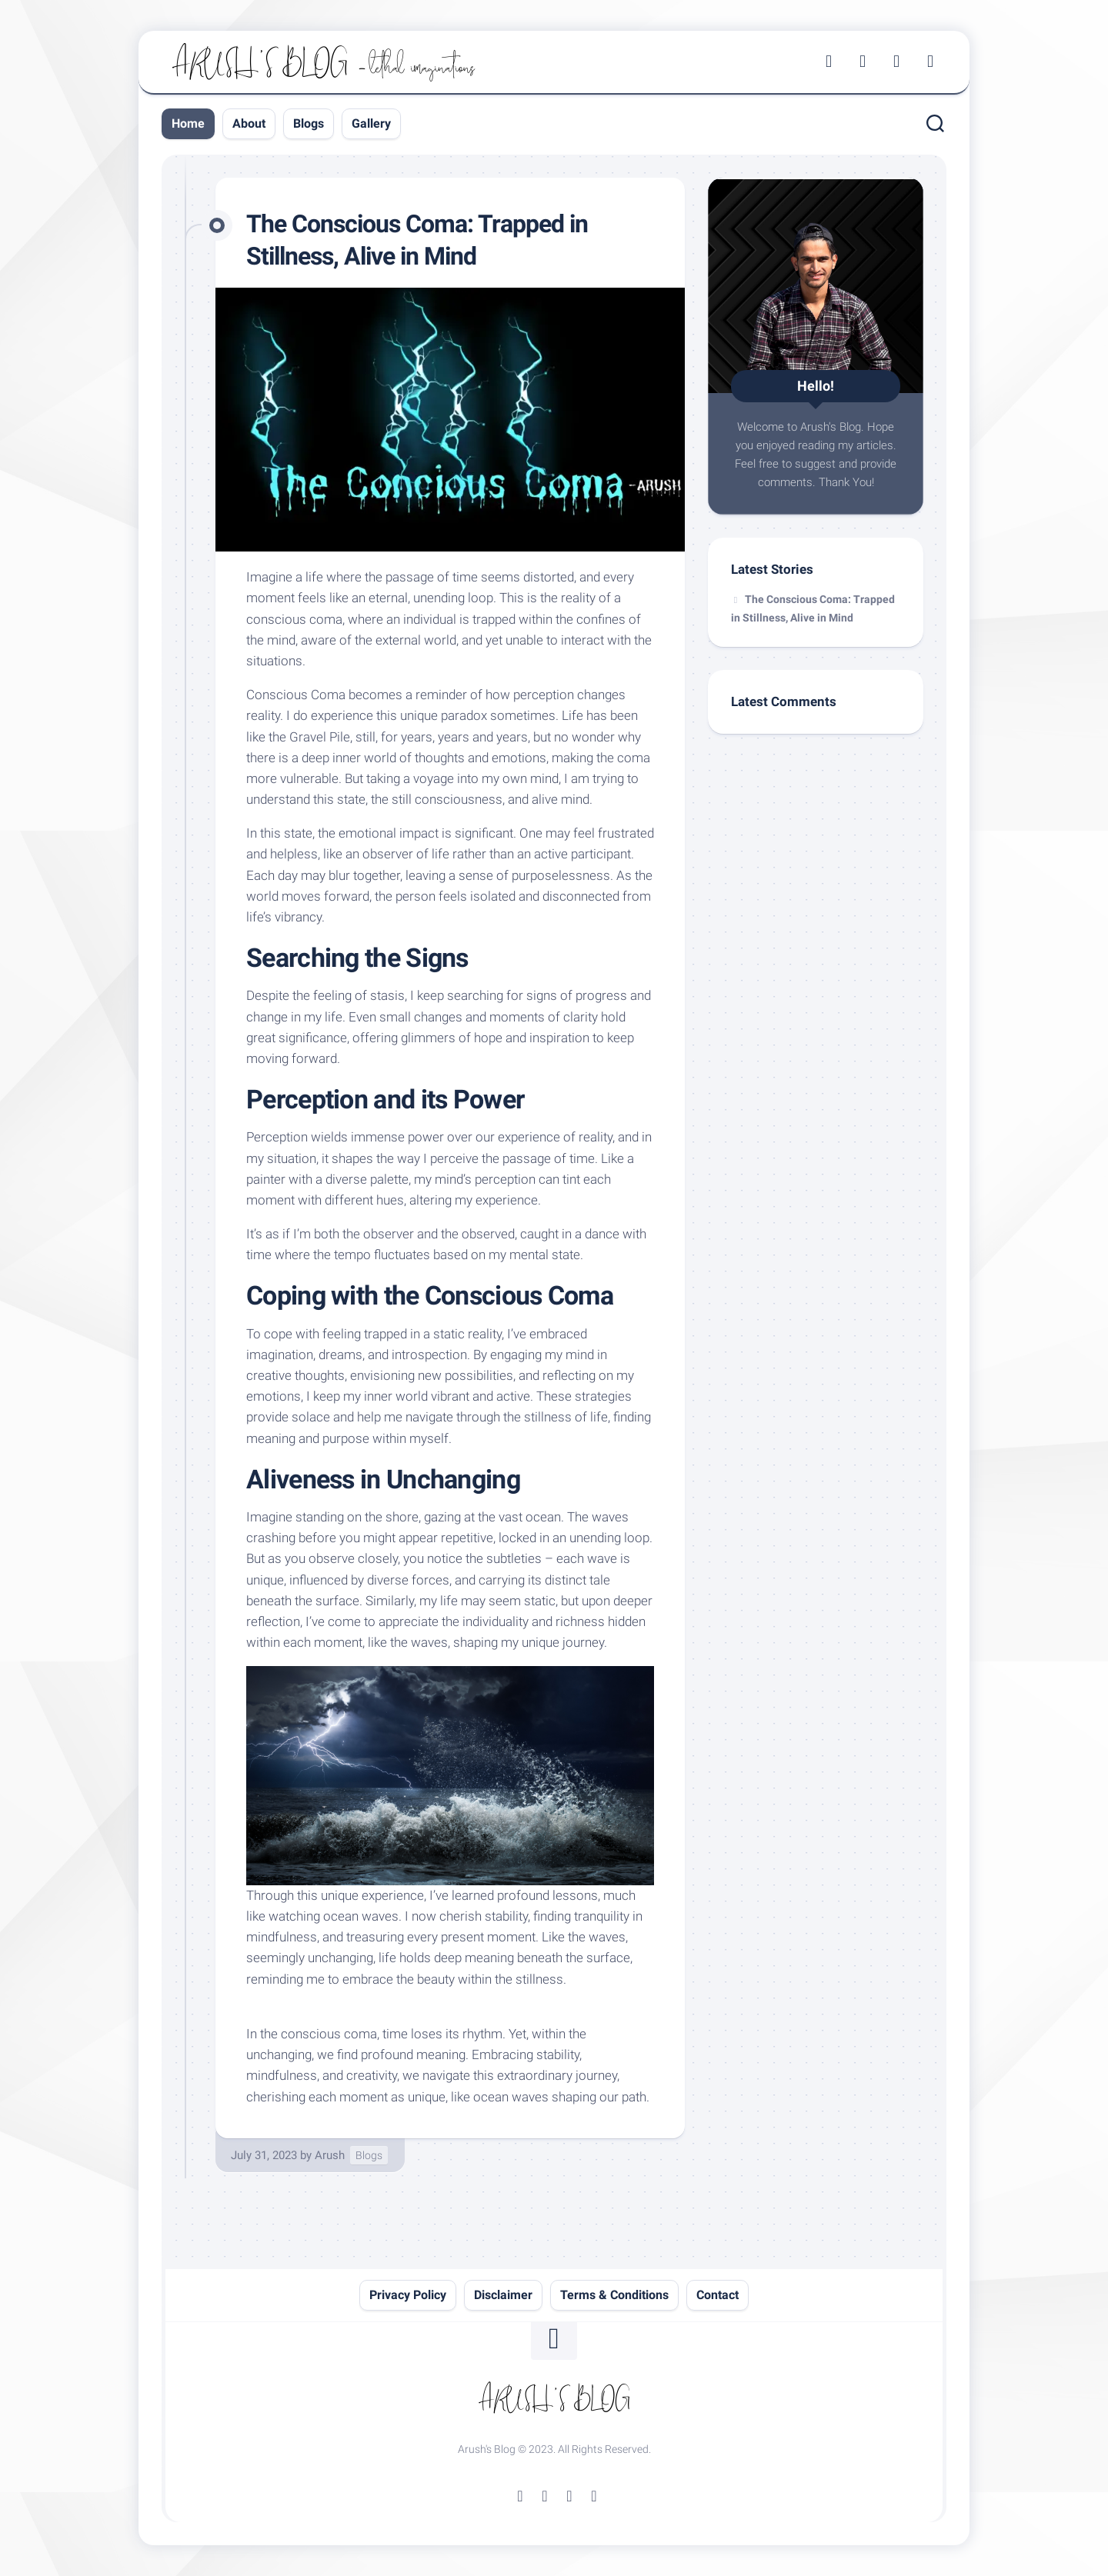 ARUSH'S BLOG - lethal imaginations
Home About Blogs Gallery
The Conscious Coma: Trapped in
Stillness, Alive in Mind
The Concious Coma -ARUSH
Imagine a life where the passage of time seems distorted, and every
moment feels like an eternal, unending loop. This is the reality of a
conscious coma, where an individual is trapped within the confines of
the mind, aware of the external world, and yet unable to interact with the
situations.
Conscious Coma becomes a reminder of how perception changes
reality. I do experience this unique paradox sometimes. Life has been
like the Gravel Pile, still, for years, years and years, but no wonder why
there is a deep inner world of thoughts and emotions, making the coma
more vulnerable. But taking a voyage into my own mind, I am trying to
understand this state, the still consciousness, and alive mind.
In this state, the emotional impact is significant. One may feel frustrated
and helpless, like an observer of life rather than an active participant.
Each day may blur together, leaving a sense of purposelessness. As the
world moves forward, the person feels isolated and disconnected from
life's vibrancy.
Searching the Signs
Despite the feeling of stasis, I keep searching for signs of progress and
change in my life. Even small changes and moments of clarity hold
great significance, offering glimmers of hope and inspiration to keep
moving forward.
Perception and its Power
Perception wields immense power over our experience of reality, and in
my situation, it shapes the way I perceive the passage of time. Like a
painter with a diverse palette, my mind's perception can tint each
moment with different hues, altering my experience.
It's as if I'm both the observer and the observed, caught in a dance with
time where the tempo fluctuates based on my mental state.
Coping with the Conscious Coma
To cope with feeling trapped in a static reality, I've embraced
imagination, dreams, and introspection. By engaging my mind in
creative thoughts, envisioning new possibilities, and reflecting on my
emotions, I keep my inner world vibrant and active. These strategies
provide solace and help me navigate through the stillness of life, finding
meaning and purpose within myself.
Aliveness in Unchanging
Imagine standing on the shore, gazing at the vast ocean. The waves
crashing before you might appear repetitive, locked in an unending loop.
But as you observe closely, you notice the subtleties – each wave is
unique, influenced by diverse forces, and carrying its distinct tale
beneath the surface. Similarly, my life may seem static, but upon deeper
reflection, I've come to appreciate the individuality and richness hidden
within each moment, like the waves, shaping my unique journey.
Through this unique experience, I've learned profound lessons, much
like watching ocean waves. I now cherish stability, finding tranquility in
mindfulness, and treasuring every present moment. Like the waves,
seemingly unchanging, life holds deep meaning beneath the surface,
reminding me to embrace the beauty within the stillness.
In the conscious coma, time loses its rhythm. Yet, within the
unchanging, we find profound meaning. Embracing stability,
mindfulness, and creativity, we navigate this extraordinary journey,
cherishing each moment as unique, like ocean waves shaping our path.
July 31, 2023 by Arush Blogs
Hello!
Welcome to Arush's Blog. Hope
you enjoyed reading my articles.
Feel free to suggest and provide
comments. Thank You!
Latest Stories
The Conscious Coma: Trapped
in Stillness, Alive in Mind
Latest Comments
Privacy Policy Disclaimer Terms & Conditions Contact
ARUSH'S BLOG
Arush's Blog © 2023. All Rights Reserved.